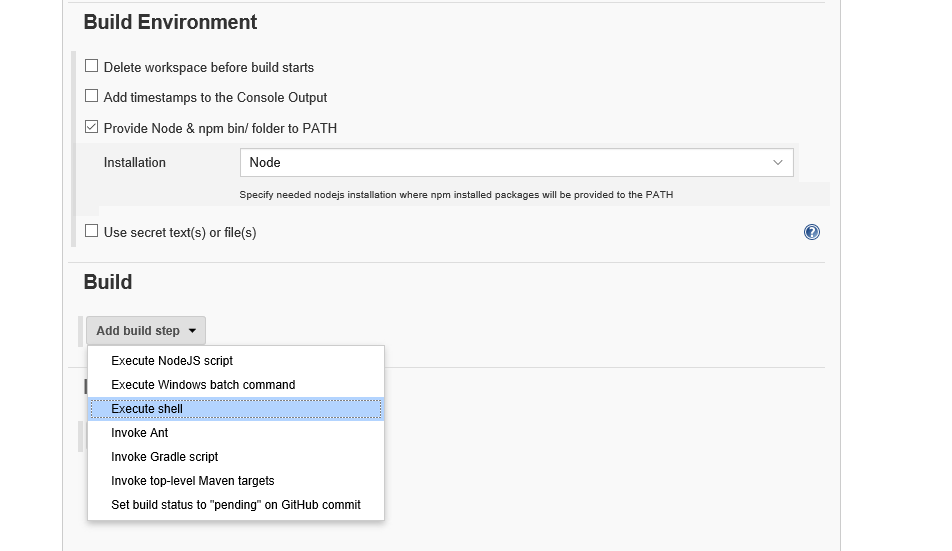 Build Environment
Delete workspace before build starts
Add timestamps to the Console Output
Provide Node & npm bin/ folder to PATH
Installation
Node
Specify needed nodejs installation where npm installed packages will be provided to the PATH
Use secret text(s) or file(s)
?
Build
Add build step
Execute NodeJS script
Execute Windows batch command
Execute shell
Invoke Ant
Invoke Gradle script
Invoke top-level Maven targets
Set build status to "pending" on GitHub commit